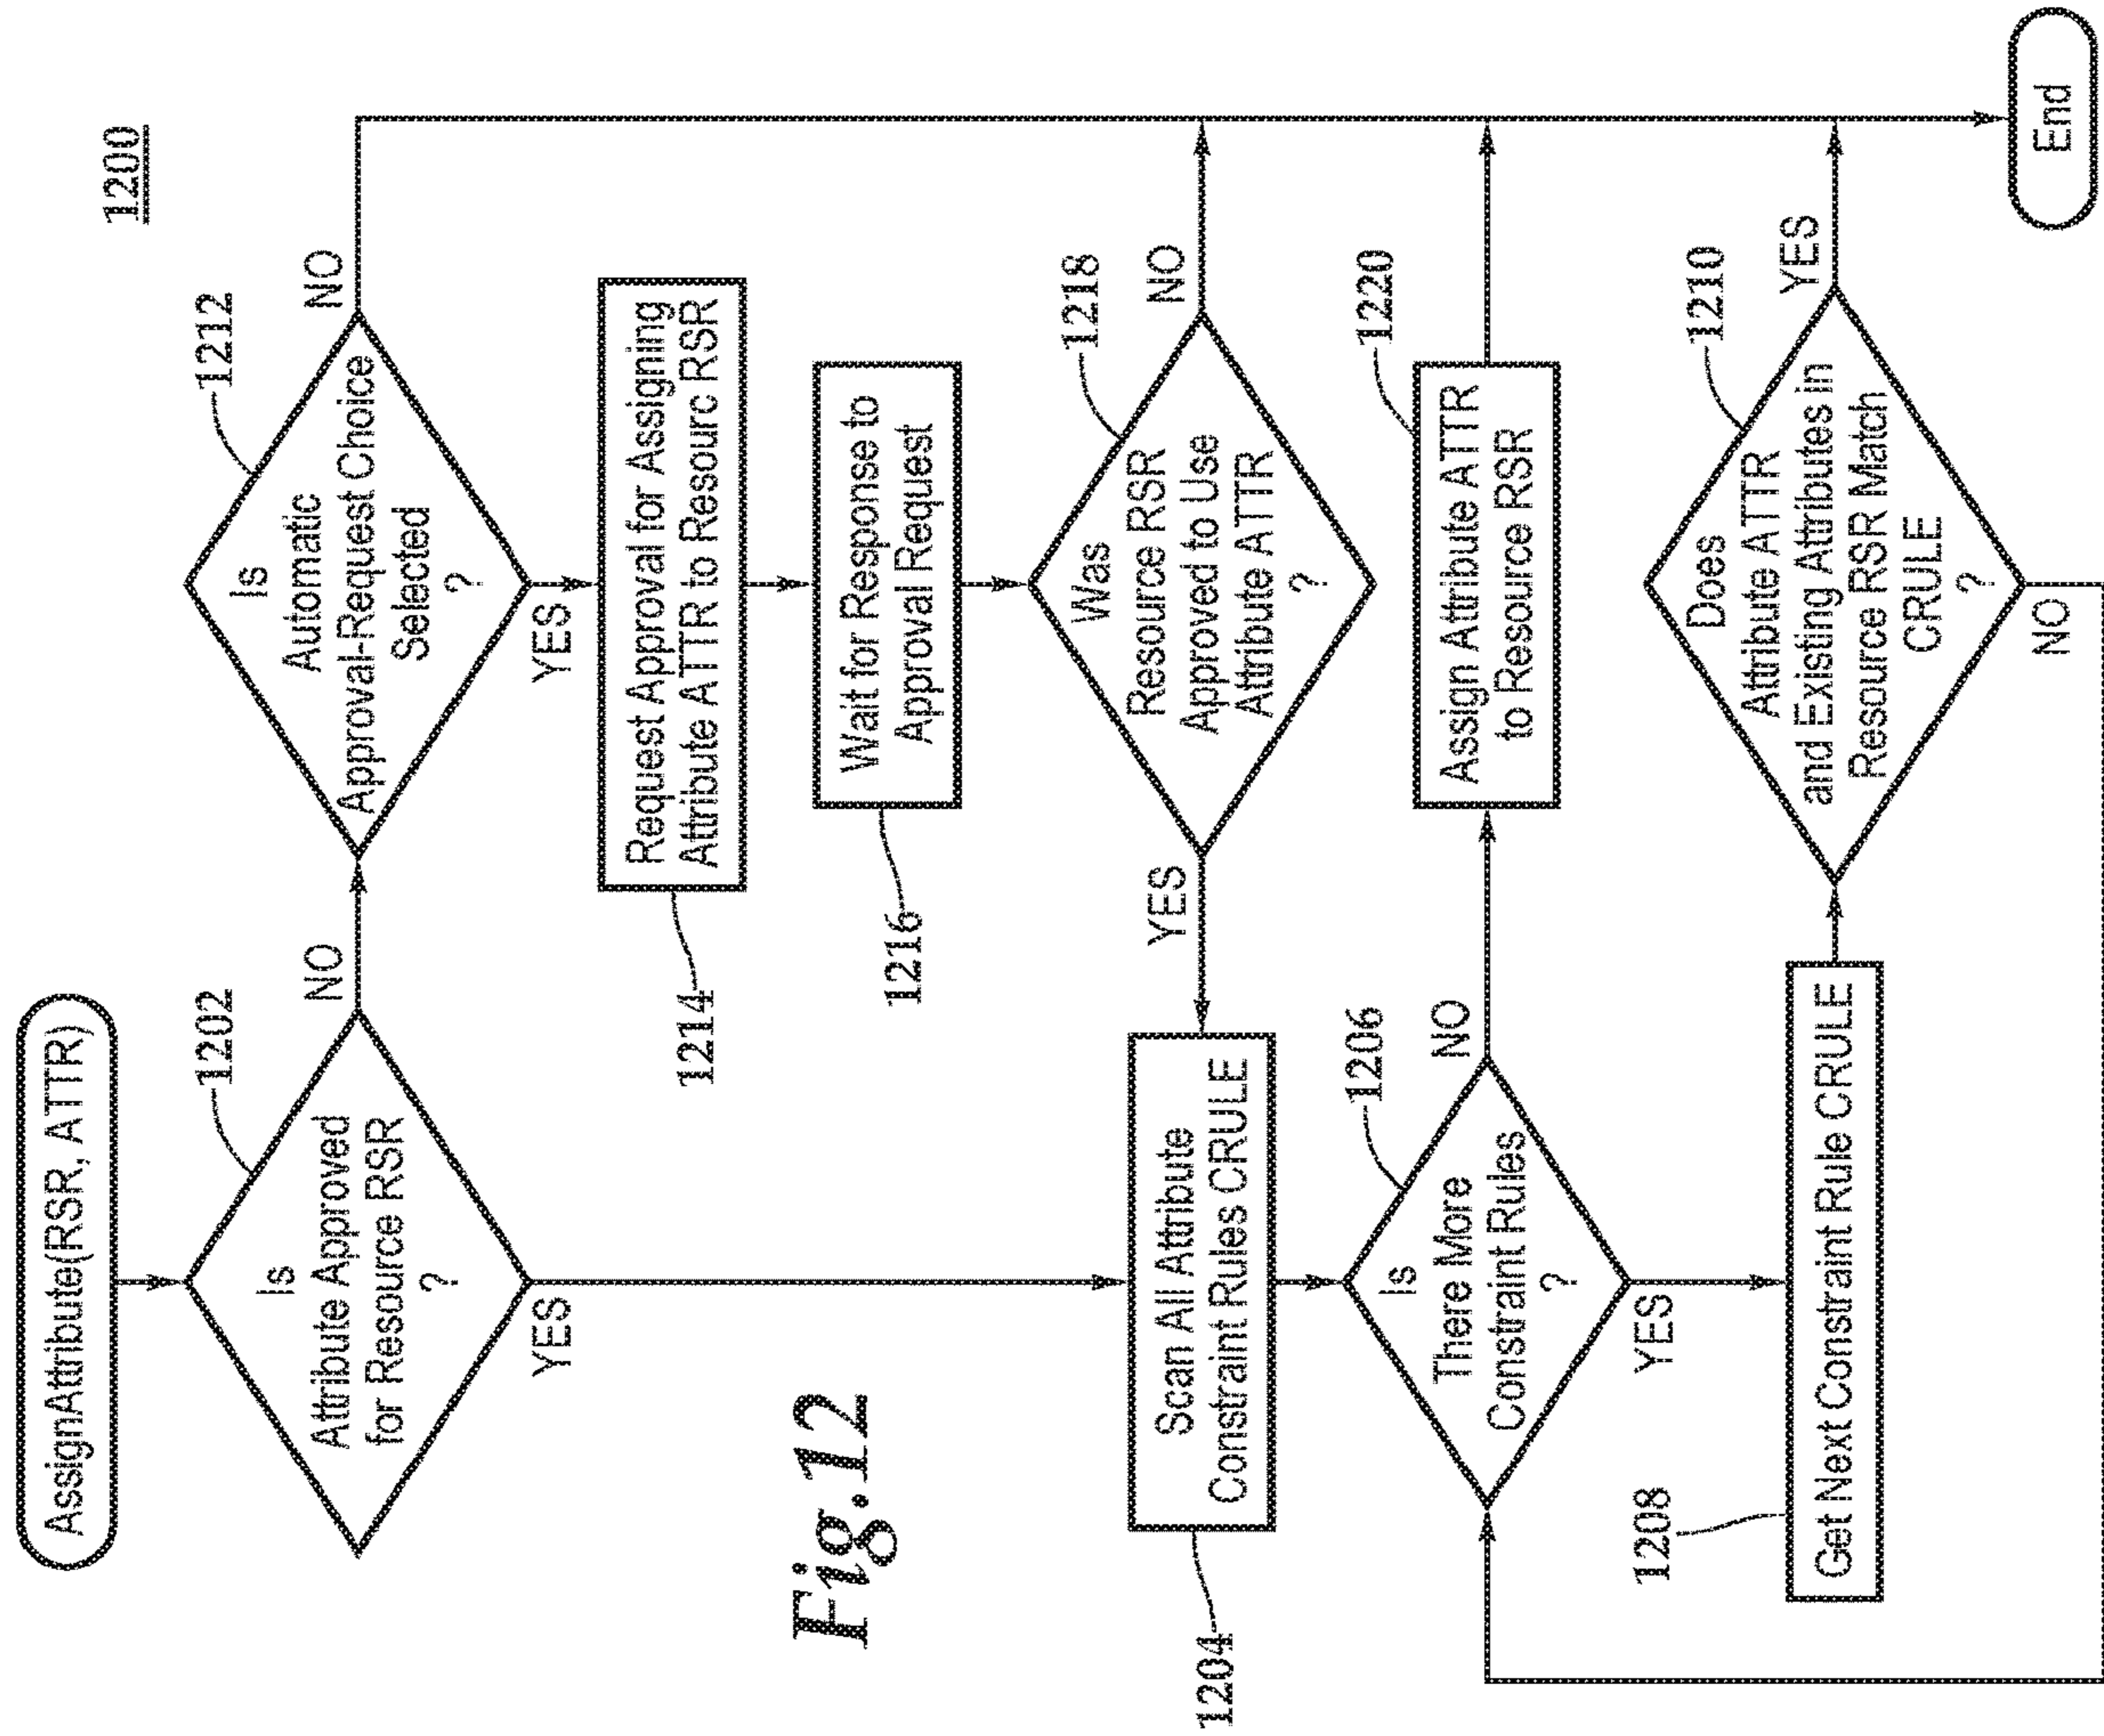 1200
AssignAttribute(RSR, ATTR)
1202
Is
Attribute Approved
for Resource RSR
?
NO
YES
1212
Is
Automatic
Approval-Request Choice
Selected
?
NO
YES
1214
Request Approval for Assigning
Attribute ATTR to Resourc RSR
1216
Wait for Response to
Approval Request
1218
Was
Resource RSR
Approved to Use
Attribute ATTR
?
NO
YES
1204
Scan All Attribute
Constraint Rules CRULE
1206
Is
There More
Constraint Rules
?
NO
YES
1220
Assign Attribute ATTR
to Resource RSR
1208
Get Next Constraint Rule CRULE
1210
Does
Attribute ATTR
and Existing Attributes in
Resource RSR Match
CRULE
?
YES
NO
End
Fig.12